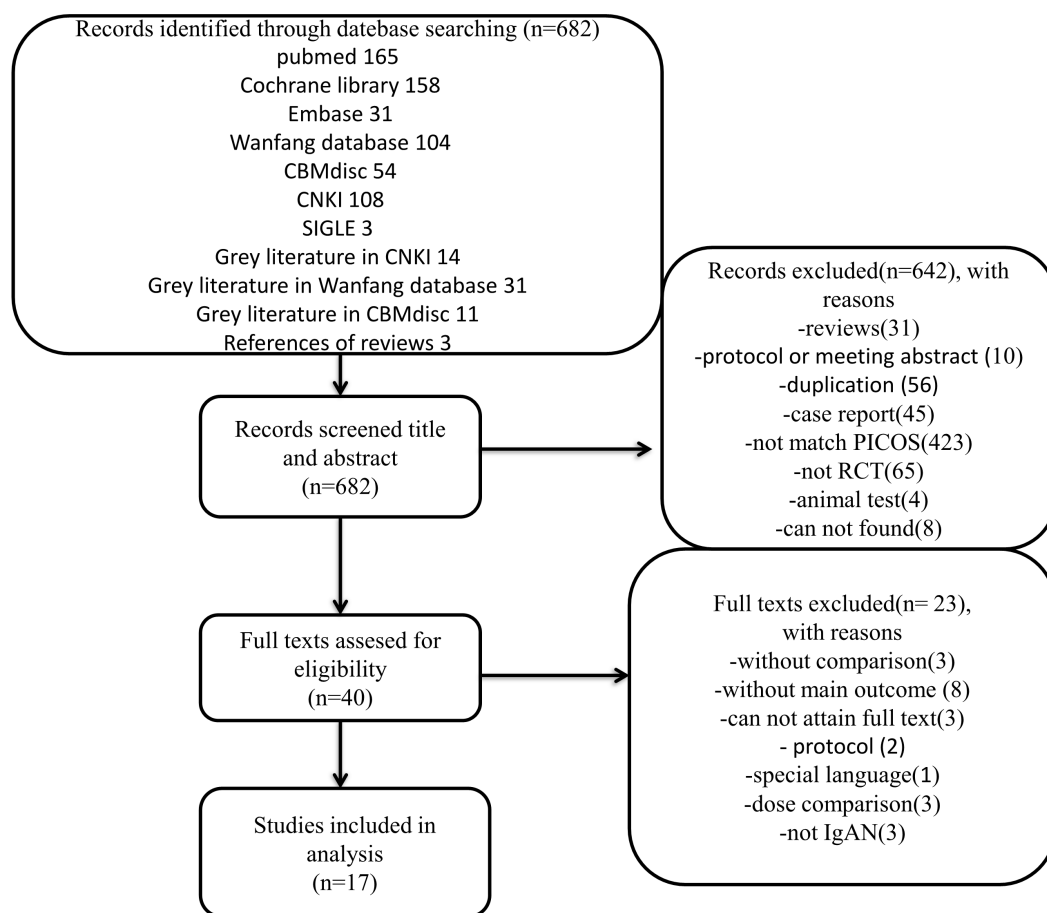 Records identified through datebase searching (n=682)
pubmed 165
Cochrane library 158
Embase 31
Wanfang database 104
CBMdisc 54
CNKI 108
SIGLE 3
Grey literature in CNKI 14
Grey literature in Wanfang database 31
Grey literature in CBMdisc 11
References of reviews 3
Records screened title
and abstract
(n=682)
Records excluded(n=642), with
reasons
-reviews(31)
-protocol or meeting abstract (10)
-duplication (56)
-case report(45)
-not match PICOS(423)
-not RCT(65)
-animal test(4)
-can not found(8)
Full texts assesed for
eligibility
(n=40)
Full texts excluded(n= 23),
with reasons
-without comparison(3)
-without main outcome (8)
-can not attain full text(3)
- protocol (2)
-special language(1)
-dose comparison(3)
-not IgAN(3)
Studies included in
analysis
(n=17)